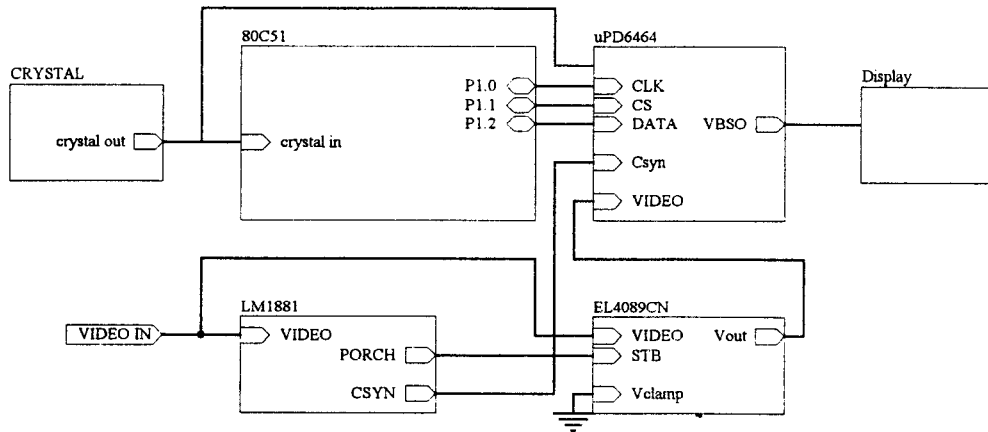 80C51
uPD6464
CRYSTAL
Display
P1.0
CLK
P1.1
CS
P1.2
DATA
VBSO
crystal out
crystal in
Csyn
VIDEO
LM1881
EL4089CN
VIDEO IN
VIDEO
VIDEO
Vout
PORCH
STB
CSYN
Vclamp